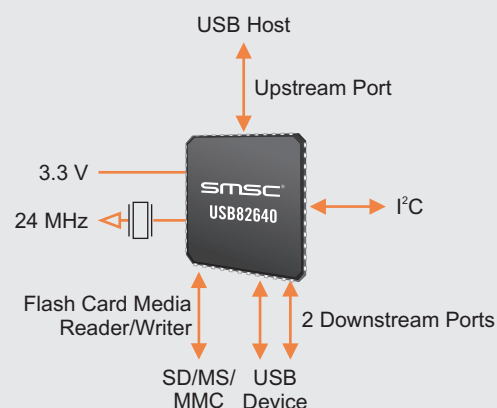 USB Host
Upstream Port
3.3 V
smsc®
USB82640
24 MHz
I²C
Flash Card Media
Reader/Writer
2 Downstream Ports
SD/MS/
MMC
USB
Device